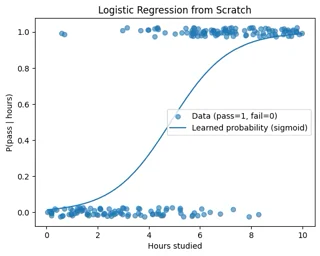 Logistic Regression from Scratch
1.0
0.8
0.6
0.4
0.2
0.0
P(pass | hours)
Data (pass=1, fail=0)
Learned probability (sigmoid)
0 2 4 6 8 10
Hours studied